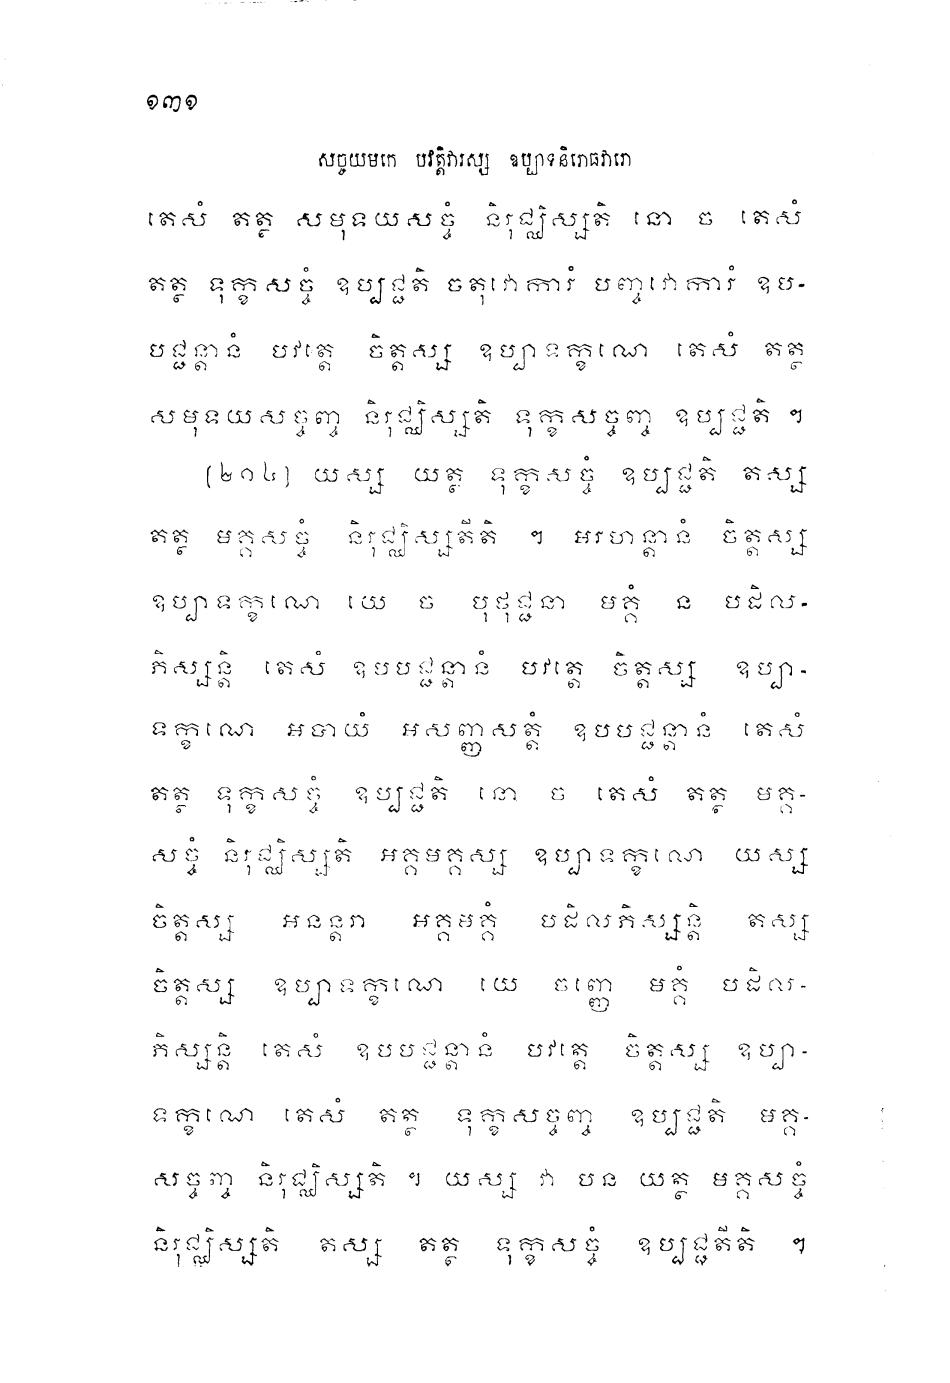 ១៣១
សច្ចយមកេ បវត្តិវារស្ស ឧប្បាទនិរោធវារោ
តេសំ តត្ថ សមុទយសច្ចំ និរុជ្ឈិស្សតិ នោ ច តេសំ
តត្ថ ទុក្ខសច្ចំ ឧប្បជ្ជតិ ចតុវោការំ បញ្ចវោការំ ឧប-
បជ្ជន្តានំ បវត្តេ ចិត្តស្ស ឧប្បាទក្ខណេ តេសំ តត្ថ
សមុទយសច្ចញ្ច និរុជ្ឈិស្សតិ ទុក្ខសច្ចញ្ច ឧប្បជ្ជតិ ។
(២០៤) យស្ស យត្ថ ទុក្ខសច្ចំ ឧប្បជ្ជតិ តស្ស
តត្ថ មគ្គសច្ចំ និរុជ្ឈិស្សតីតិ ។ អរហន្តានំ ចិត្តស្ស
ឧប្បាទក្ខណេ យេ ច បុថុជ្ជនា មគ្គំ ន បដិល-
ភិស្សន្តិ តេសំ ឧបបជ្ជន្តានំ បវត្តេ ចិត្តស្ស ឧប្បា-
ទក្ខណេ អបាយំ អសញ្ញសត្តំ ឧបបជ្ជន្តានំ តេសំ
តត្ថ ទុក្ខសច្ចំ ឧប្បជ្ជតិ នោ ច តេសំ តត្ថ មគ្គ-
សច្ចំ និរុជ្ឈិស្សតិ អគ្គមគ្គស្ស ឧប្បាទក្ខណេ យស្ស
ចិត្តស្ស អនន្តរា អគ្គមគ្គំ បដិលភិស្សន្តិ តស្ស
ចិត្តស្ស ឧប្បាទក្ខណេ យេ ចញ្ញេ មគ្គំ បដិល-
ភិស្សន្តិ តេសំ ឧបបជ្ជន្តានំ បវត្តេ ចិត្តស្ស ឧប្បា-
ទក្ខណេ តេសំ តត្ថ ទុក្ខសច្ចញ្ច ឧប្បជ្ជតិ មគ្គ-
សច្ចញ្ច និរុជ្ឈិស្សតិ ។ យស្ស វា បន យត្ថ មគ្គសច្ចំ
និរុជ្ឈិស្សតិ តស្ស តត្ថ ទុក្ខសច្ចំ ឧប្បជ្ជតីតិ ។